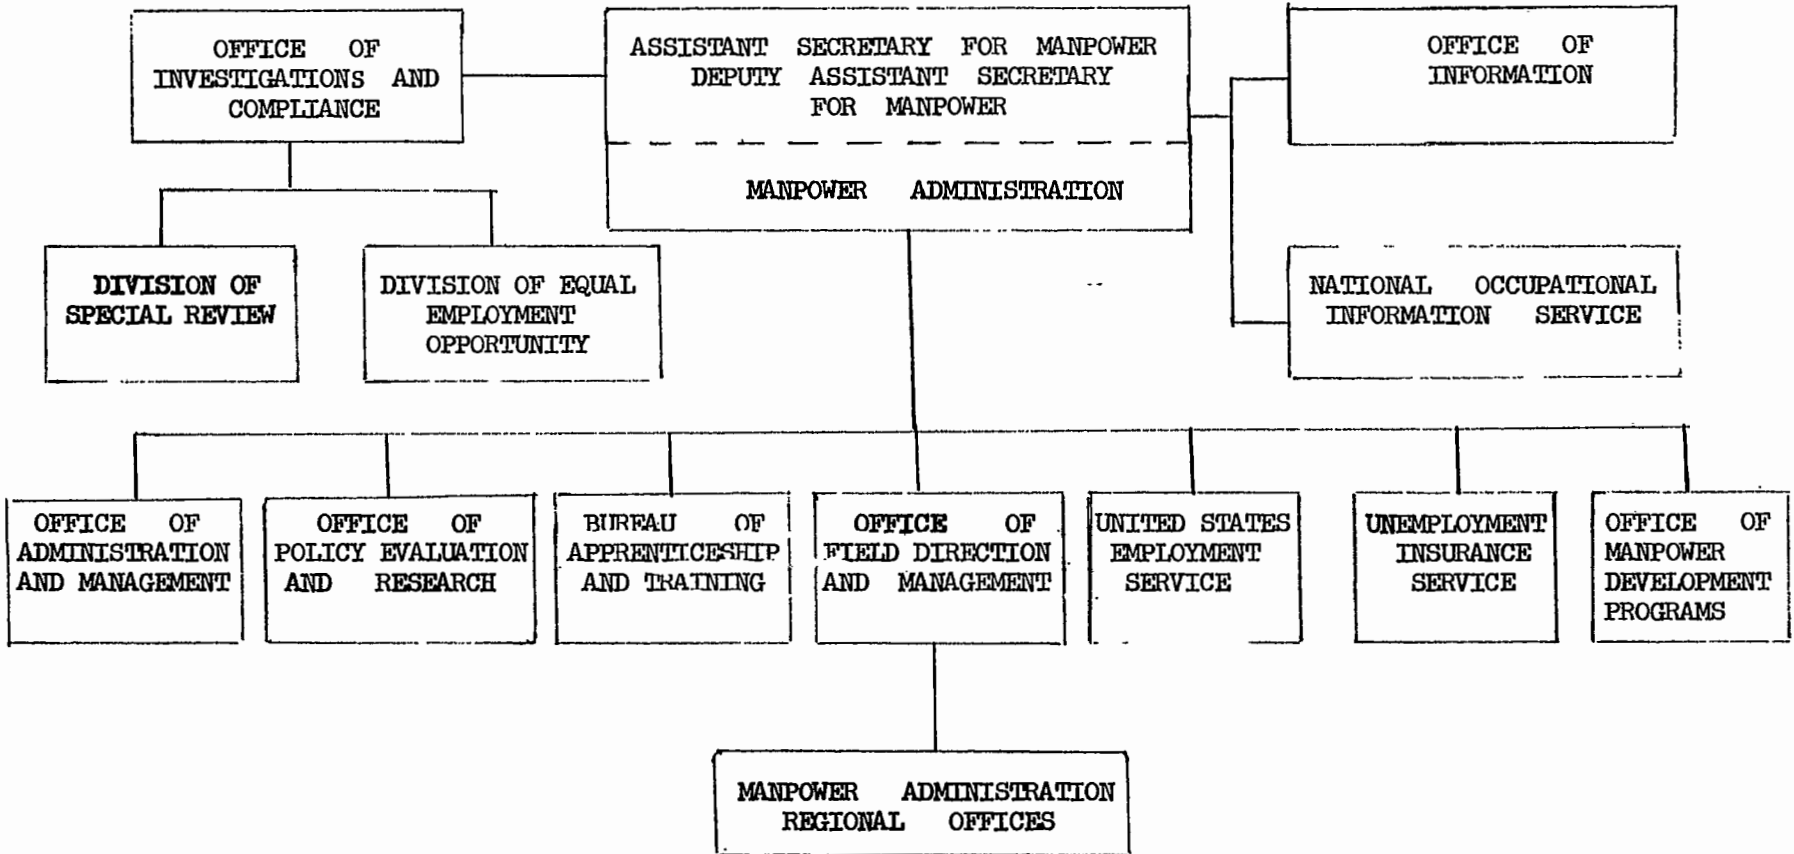 OFFICE OF
INVESTIGATIONS AND
COMPLIANCE
ASSISTANT SECRETARY FOR MANPOWER
DEPUTY ASSISTANT SECRETARY
FOR MANPOWER
MANPOWER ADMINISTRATION
OFFICE OF
INFORMATION
DIVISION OF
SPECIAL REVIEW
DIVISION OF EQUAL
EMPLOYMENT
OPPORTUNITY
NATIONAL OCCUPATIONAL
INFORMATION SERVICE
OFFICE OF
ADMINISTRATION
AND MANAGEMENT
OFFICE OF
POLICY EVALUATION
AND RESEARCH
BUREAU OF
APPRENTICESHIP
AND TRAINING
OFFICE OF
FIELD DIRECTION
AND MANAGEMENT
UNITED STATES
EMPLOYMENT
SERVICE
UNEMPLOYMENT
INSURANCE
SERVICE
OFFICE OF
MANPOWER
DEVELOPMENT
PROGRAMS
MANPOWER ADMINISTRATION
REGIONAL OFFICES